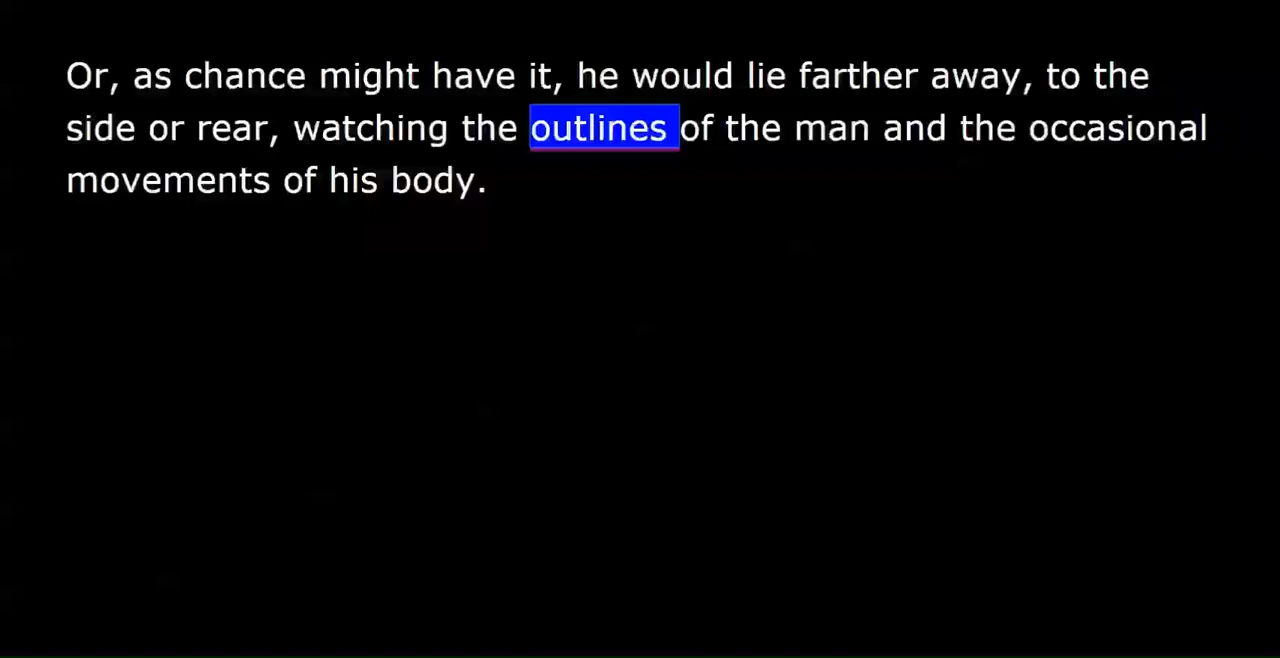 Or, as chance might have it, he would lie farther away, to the
side or rear, watching the outlines of the man and the occasional
movements of his body.